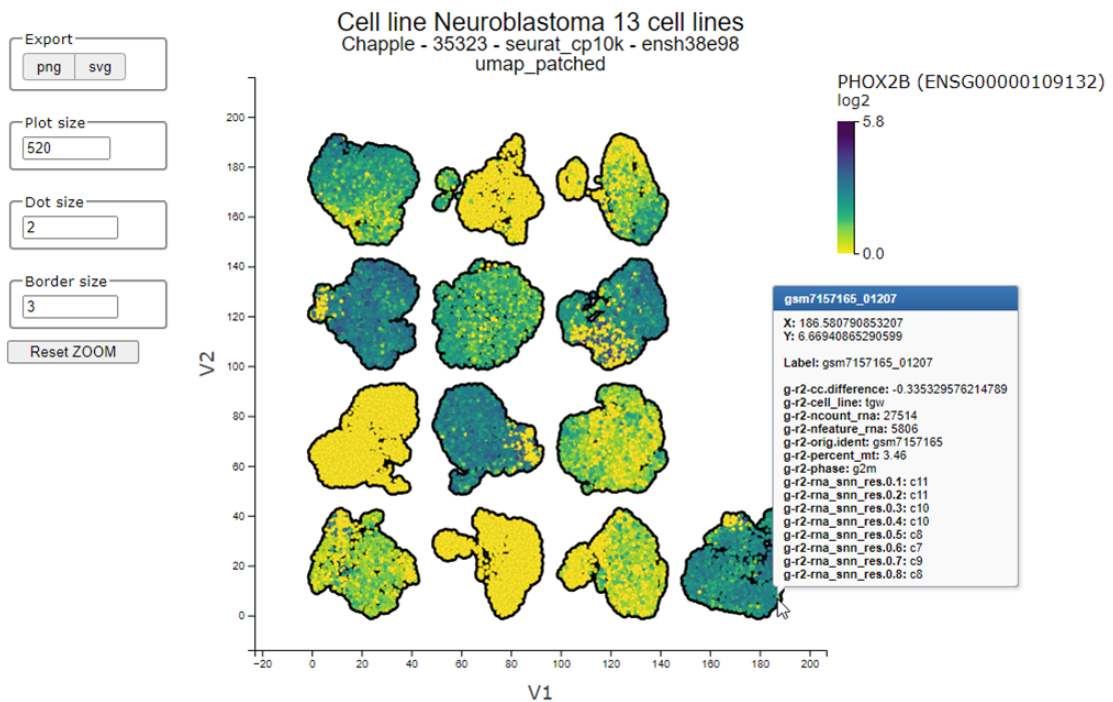 Cell line Neuroblastoma 13 cell lines
Chapple - 35323 - seurat_cp10k - ensh38e98
umap_patched
Export
png svg
Plot size
520
Dot size
2
Border size
3
Reset ZOOM
PHOX2B (ENSG00000109132)
log2
5.8
0.0
200
180
160
140
120
100
80
60
40
20
0
V2
-20 0 20 40 60 80 100 120 140 160 180 200
V1
gsm7157165_01207
X: 186.580790853207
Y: 6.66940865290599
Label: gsm7157165_01207
g-r2-cc.difference: -0.335329576214789
g-r2-cell_line: tgw
g-r2-ncount_rna: 27514
g-r2-nfeature_rna: 5806
g-r2-orig.ident: gsm7157165
g-r2-percent_mt: 3.46
g-r2-phase: g2m
g-r2-rna_snn_res.0.1: c11
g-r2-rna_snn_res.0.2: c11
g-r2-rna_snn_res.0.3: c10
g-r2-rna_snn_res.0.4: c10
g-r2-rna_snn_res.0.5: c8
g-r2-rna_snn_res.0.6: c7
g-r2-rna_snn_res.0.7: c9
g-r2-rna_snn_res.0.8: c8